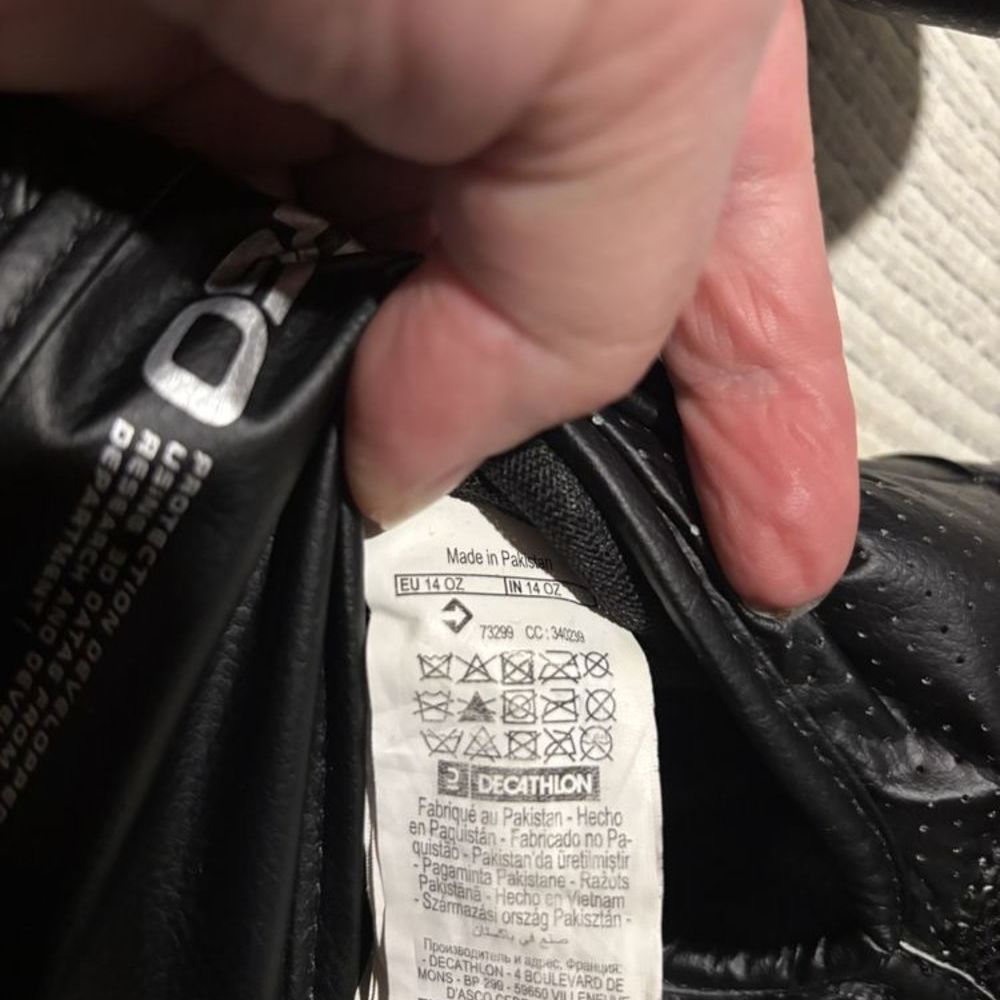 PROTECTION DEVELOPPED
USING 3D DATAS FROM
RESEARCH AND DEVE
DEPARTMENT
Made in Pakistan
EU 14 OZ IN 14 OZ
73299 CC : 340239
DECATHLON
Fabriqué au Pakistan - Hecho
en Paquistán - Fabricado no Pa-
quistão - Pakistan'da üretilmiştir
- Pagaminta Pakistane - Ražots
Pakistānā - Hecho en Vietnam
- Származási ország Pakisztán -
صنع في باكستان
Производитель и адрес, Франция:
- DECATHLON - 4 BOULEVARD DE
MONS - BP 299 - 59650 VILLENEUVE
D'ASCQ